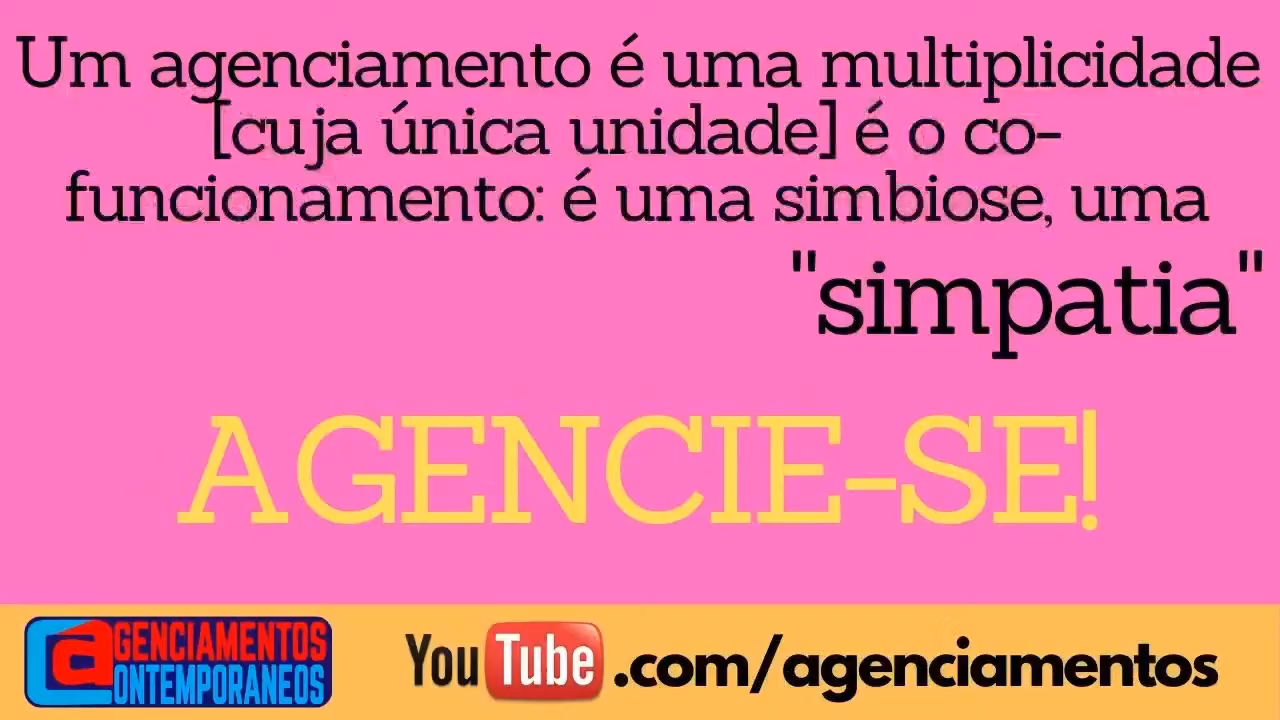 Um agenciamento é uma multiplicidade
[cuja única unidade] é o co-
funcionamento: é uma simbiose, uma
"simpatia"
AGENCIE-SE!
AGENCIAMENTOS
CONTEMPORANEOS
YouTube.com/agenciamentos